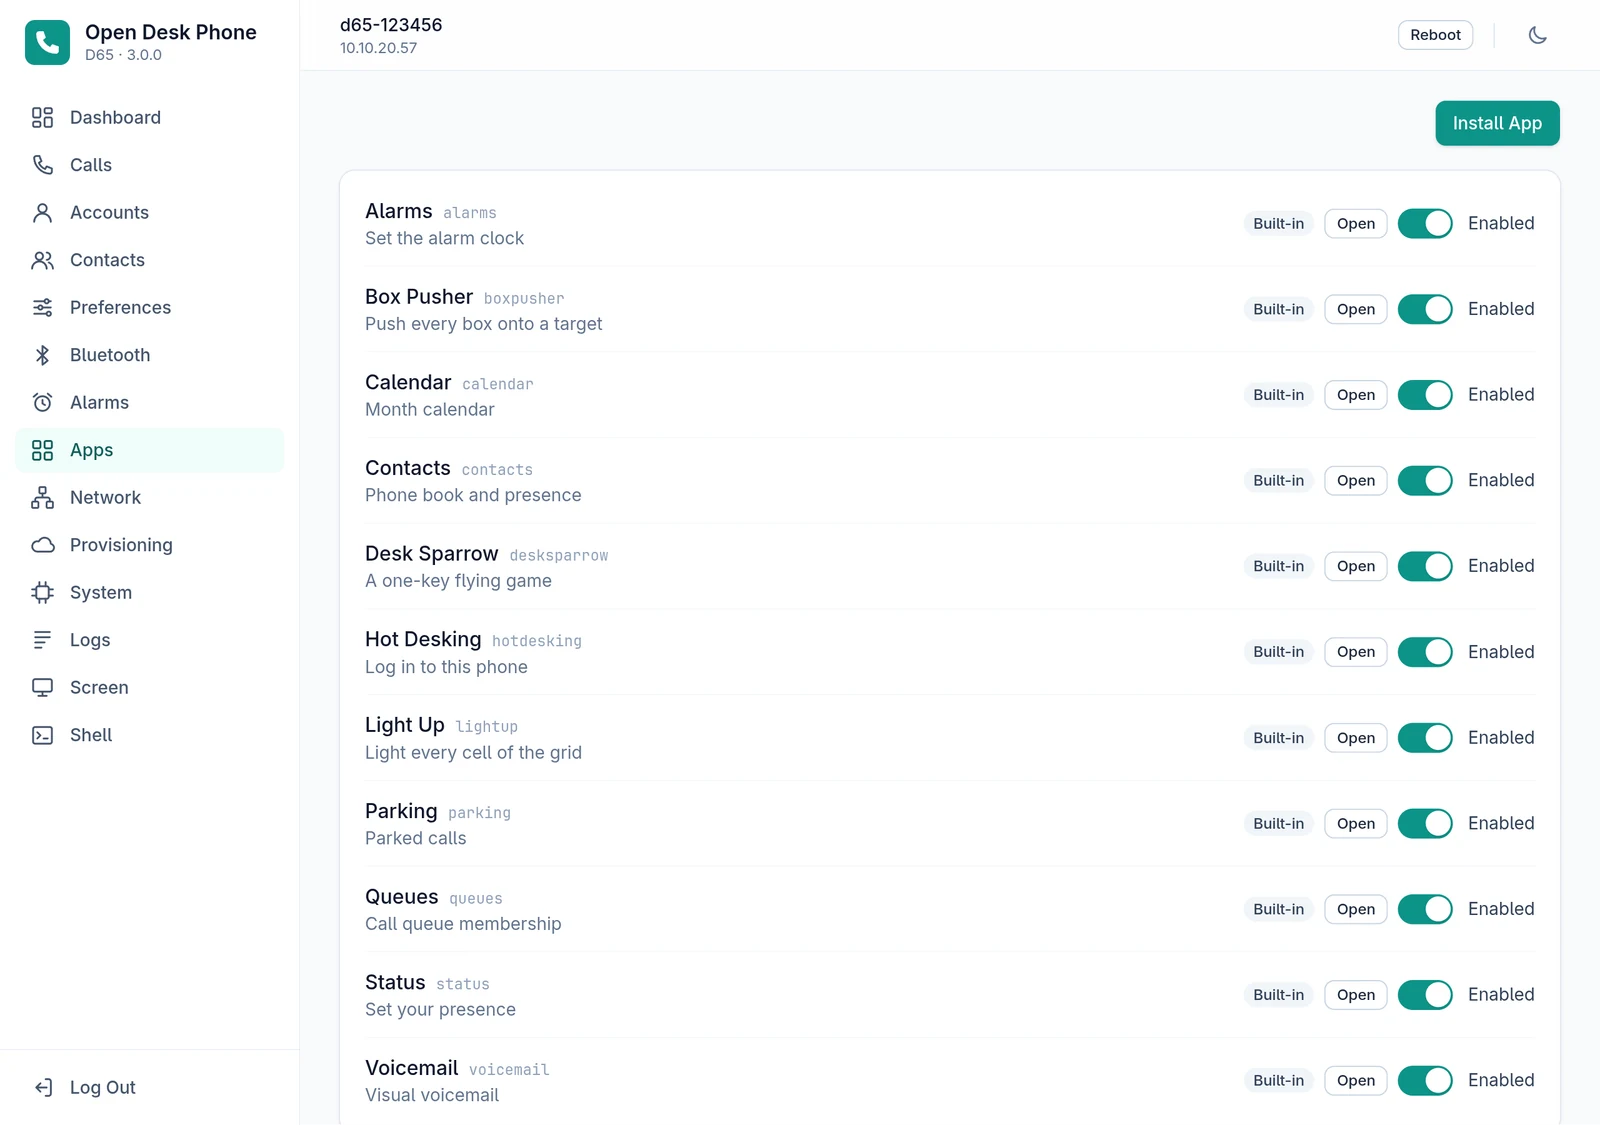 Open Desk Phone
D65 · 3.0.0
Dashboard
Calls
Accounts
Contacts
Preferences
Bluetooth
Alarms
Apps
Network
Provisioning
System
Logs
Screen
Shell
Log Out
d65-123456
10.10.20.57
Reboot
Install App
Alarms alarms
Set the alarm clock
Built-in Open Enabled
Box Pusher boxpusher
Push every box onto a target
Built-in Open Enabled
Calendar calendar
Month calendar
Built-in Open Enabled
Contacts contacts
Phone book and presence
Built-in Open Enabled
Desk Sparrow desksparrow
A one-key flying game
Built-in Open Enabled
Hot Desking hotdesking
Log in to this phone
Built-in Open Enabled
Light Up lightup
Light every cell of the grid
Built-in Open Enabled
Parking parking
Parked calls
Built-in Open Enabled
Queues queues
Call queue membership
Built-in Open Enabled
Status status
Set your presence
Built-in Open Enabled
Voicemail voicemail
Visual voicemail
Built-in Open Enabled